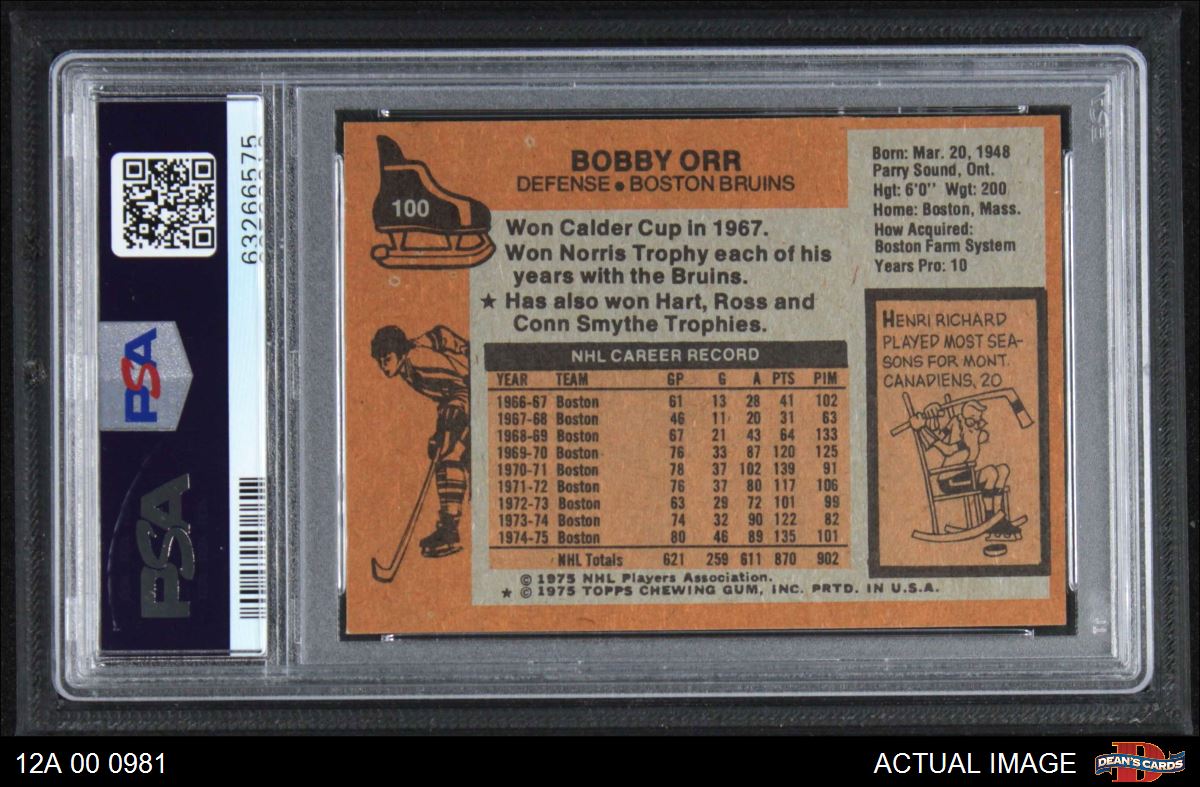 63266575
PSA
PSA
100
BOBBY ORR
DEFENSE • BOSTON BRUINS
Won Calder Cup in 1967.
Won Norris Trophy each of his
years with the Bruins.
★ Has also won Hart, Ross and
Conn Smythe Trophies.
Born: Mar. 20, 1948
Parry Sound, Ont.
Hgt: 6'0" Wgt: 200
Home: Boston, Mass.
How Acquired:
Boston Farm System
Years Pro: 10
NHL CAREER RECORD
YEAR TEAM GP G A PTS PIM
1966-67 Boston 61 13 28 41 102
1967-68 Boston 46 11 20 31 63
1968-69 Boston 67 21 43 64 133
1969-70 Boston 76 33 87 120 125
1970-71 Boston 78 37 102 139 91
1971-72 Boston 76 37 80 117 106
1972-73 Boston 63 29 72 101 99
1973-74 Boston 74 32 90 122 82
1974-75 Boston 80 46 89 135 101
NHL Totals 621 259 611 870 902
© 1975 NHL Players Association.
★ © 1975 TOPPS CHEWING GUM, INC. PRTD. IN U.S.A.
HENRI RICHARD
PLAYED MOST SEA-
SONS FOR MONT.
CANADIENS, 20
12A 00 0981
ACTUAL IMAGE
DEAN'S CARDS